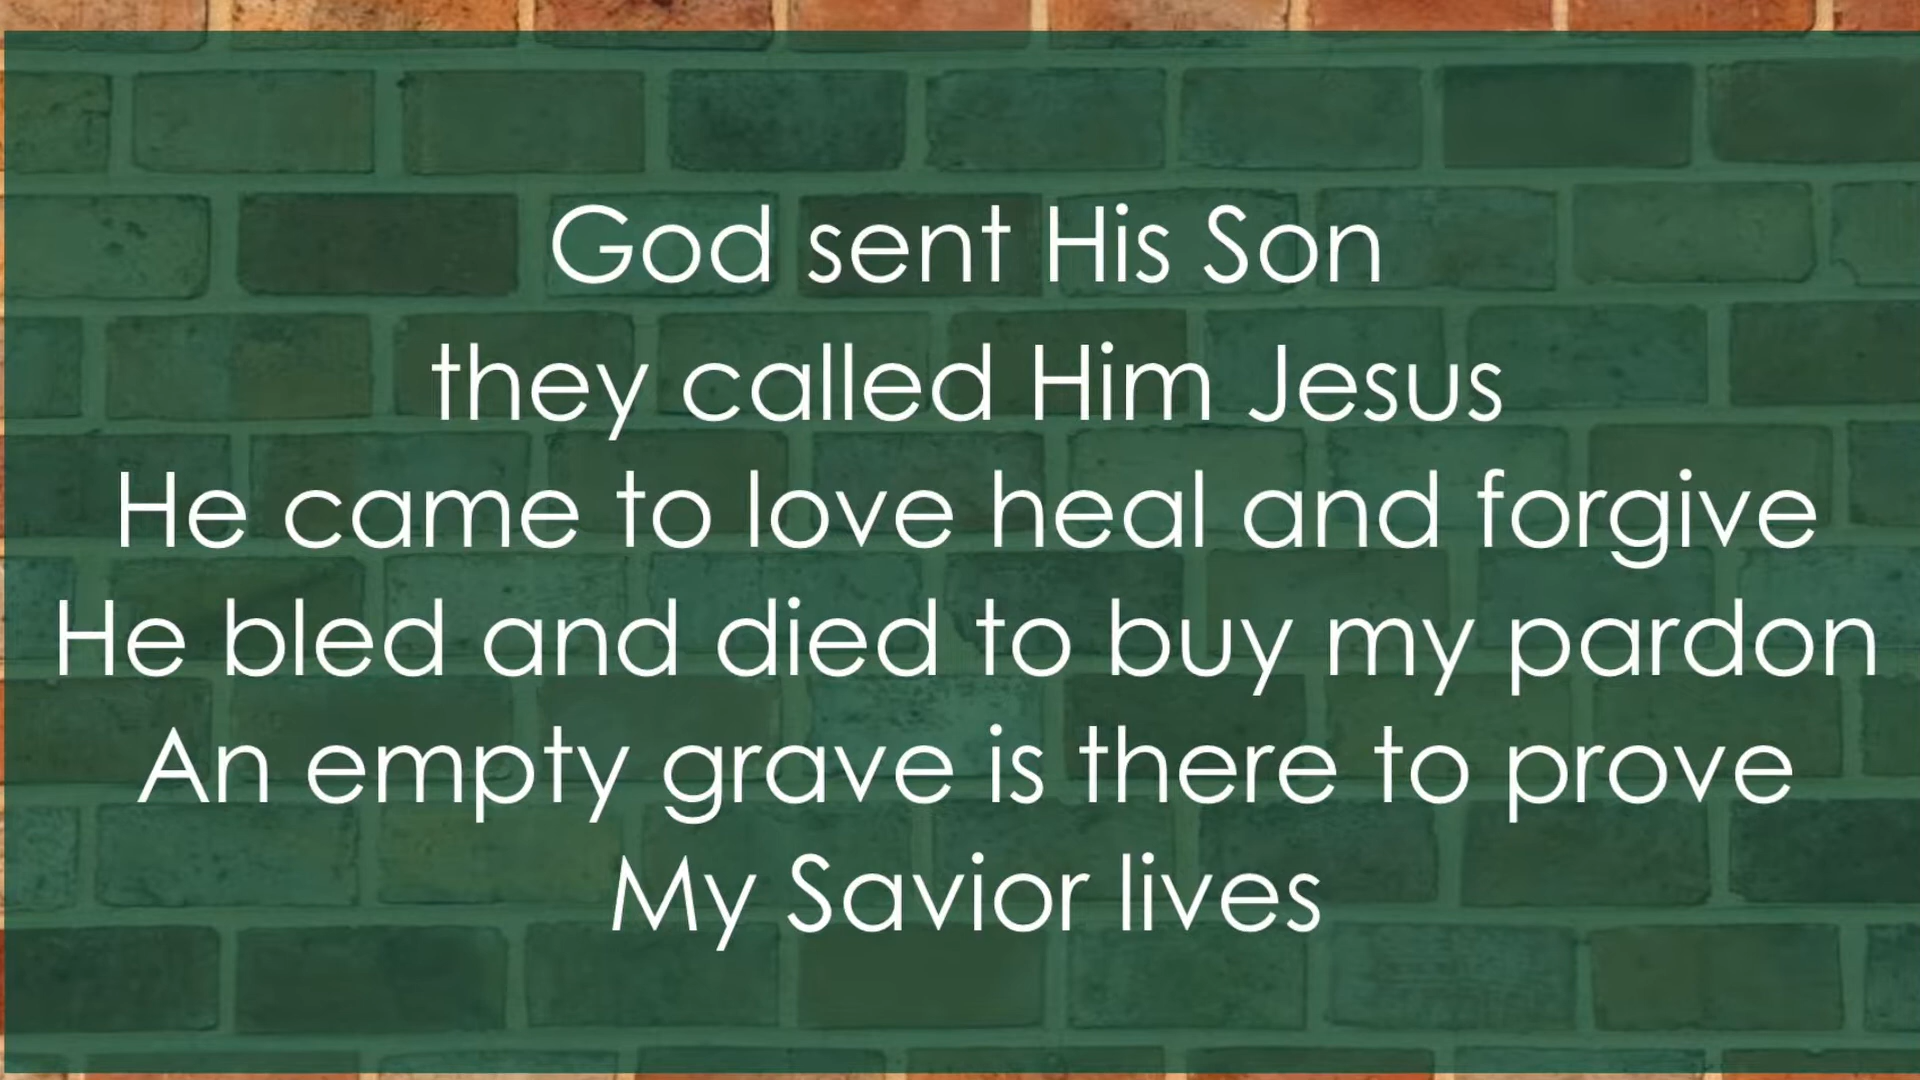 God sent His Son
they called Him Jesus
He came to love heal and forgive
He bled and died to buy my pardon
An empty grave is there to prove
My Savior lives